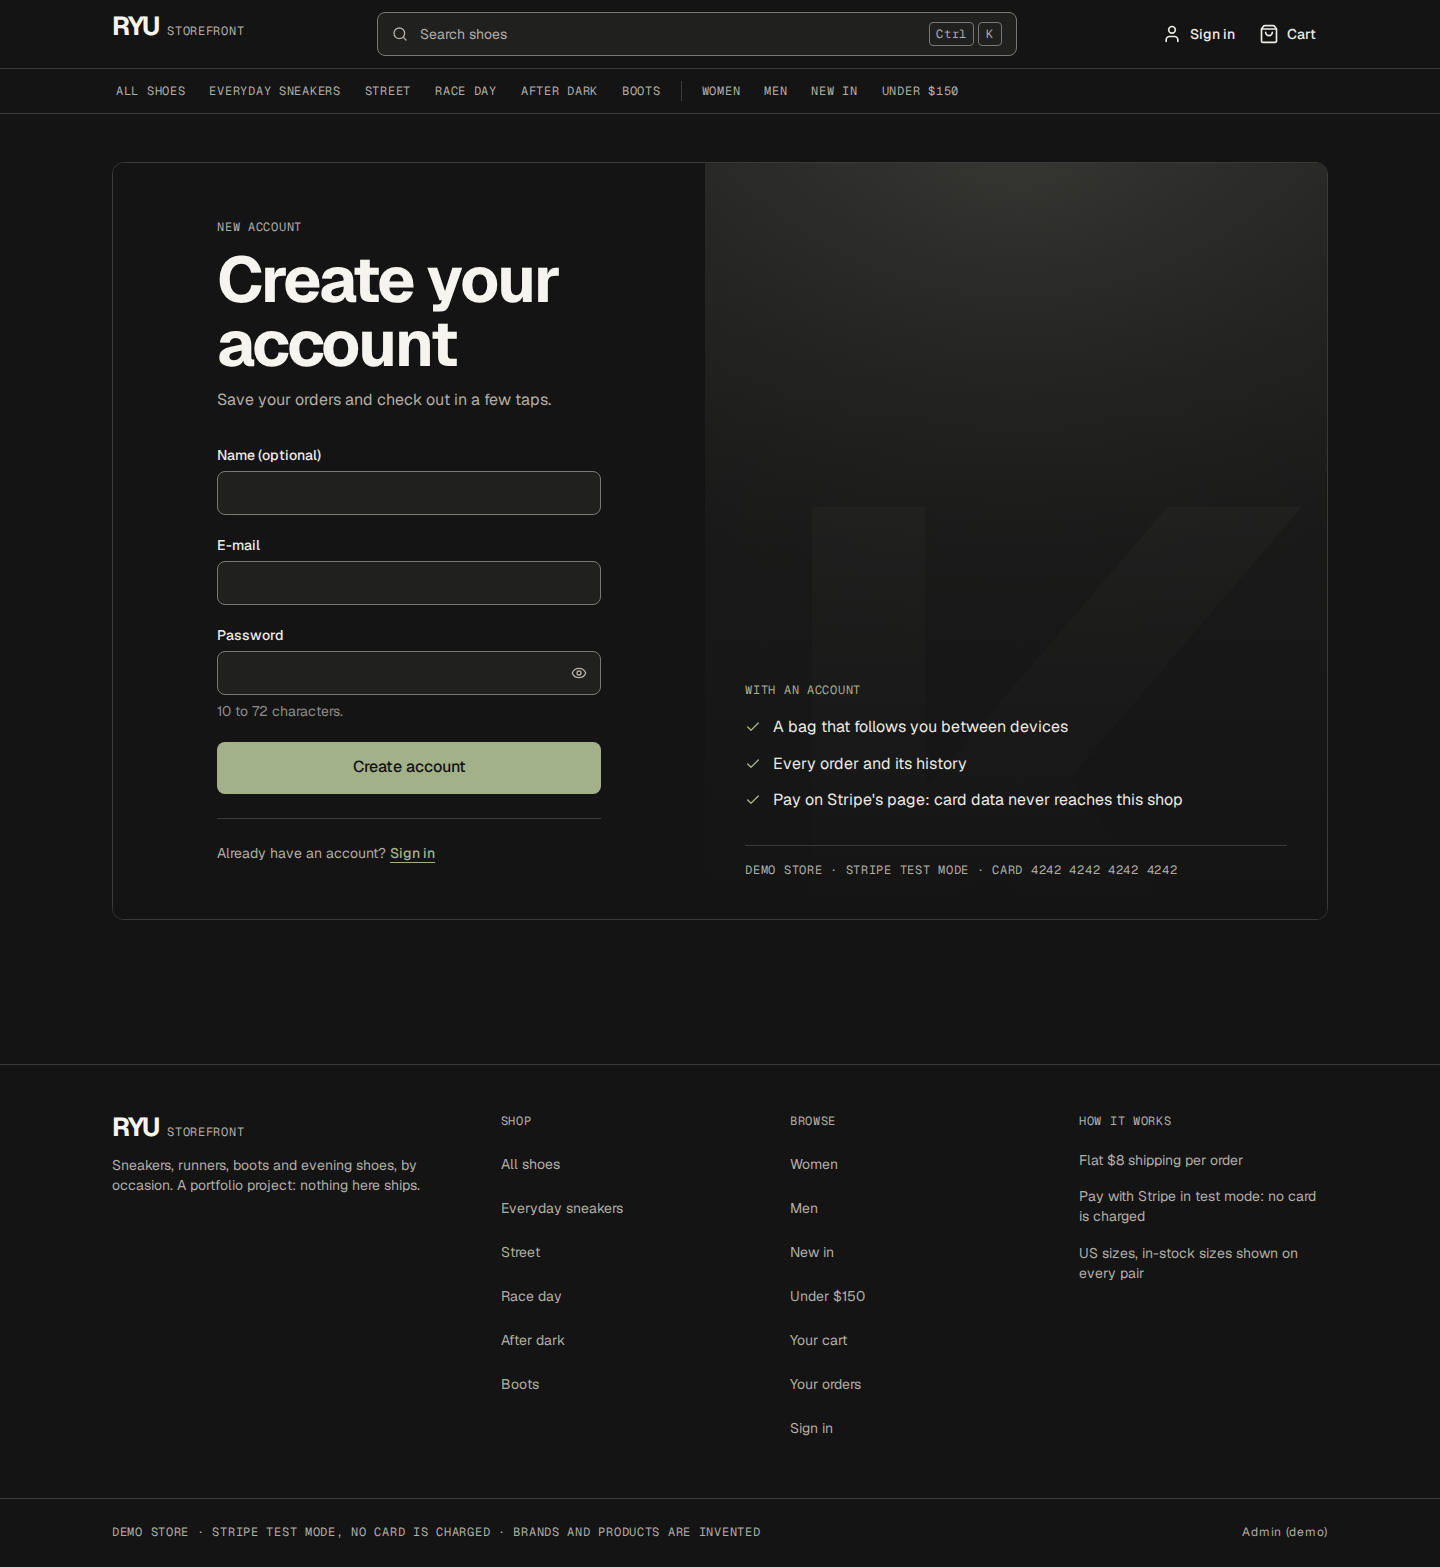 RYU STOREFRONT
Search shoes
Ctrl K
Sign in
Cart
ALL SHOES EVERYDAY SNEAKERS STREET RACE DAY AFTER DARK BOOTS WOMEN MEN NEW IN UNDER $150
NEW ACCOUNT
Create your
account
Save your orders and check out in a few taps.
Name (optional)
E-mail
Password
10 to 72 characters.
Create account
Already have an account? Sign in
WITH AN ACCOUNT
A bag that follows you between devices
Every order and its history
Pay on Stripe's page: card data never reaches this shop
DEMO STORE · STRIPE TEST MODE · CARD 4242 4242 4242 4242
RYU STOREFRONT
Sneakers, runners, boots and evening shoes, by
occasion. A portfolio project: nothing here ships.
SHOP
All shoes
Everyday sneakers
Street
Race day
After dark
Boots
BROWSE
Women
Men
New in
Under $150
Your cart
Your orders
Sign in
HOW IT WORKS
Flat $8 shipping per order
Pay with Stripe in test mode: no card
is charged
US sizes, in-stock sizes shown on
every pair
DEMO STORE · STRIPE TEST MODE, NO CARD IS CHARGED · BRANDS AND PRODUCTS ARE INVENTED
Admin (demo)